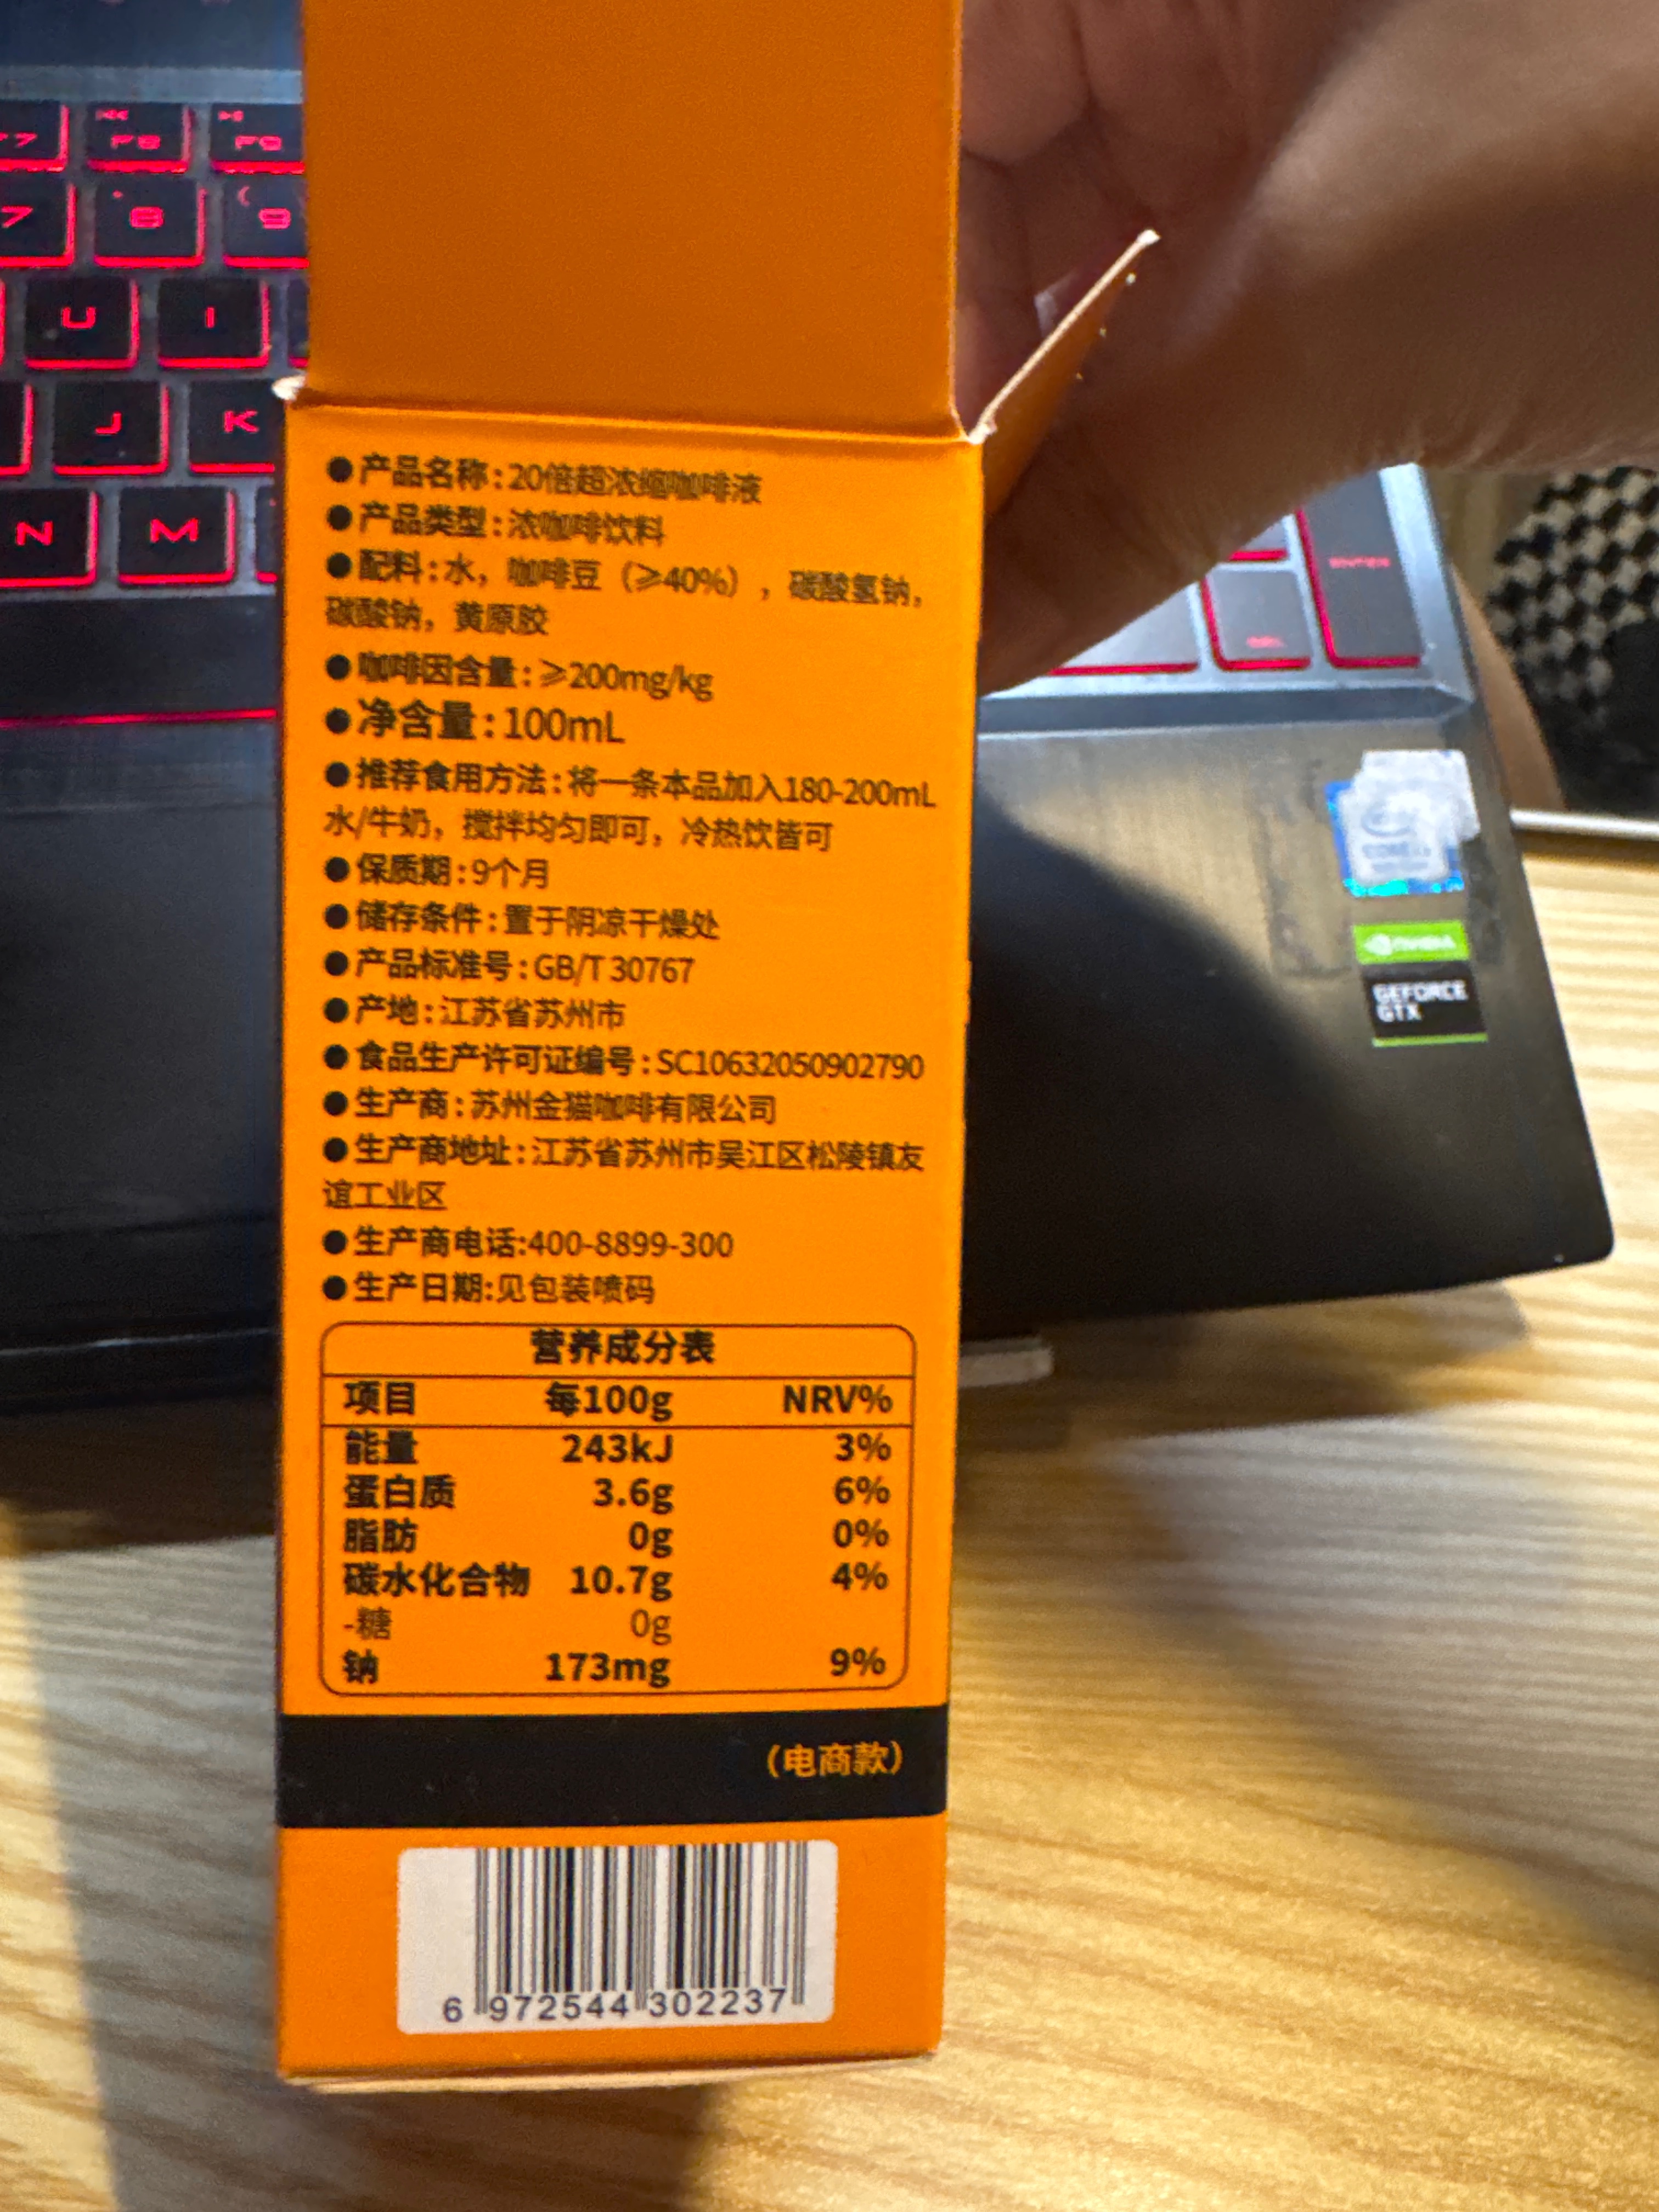 F8
F9
7
8
( 9
U
I
J
K
N
M
ENTER
● 产品名称：20倍超浓缩咖啡液
● 产品类型：浓咖啡饮料
● 配料：水，咖啡豆（≥40%），碳酸氢钠，
碳酸钠，黄原胶
● 咖啡因含量：≥200mg/kg
● 净含量：100mL
● 推荐食用方法：将一条本品加入180-200mL
水/牛奶，搅拌均匀即可，冷热饮皆可
● 保质期：9个月
● 储存条件：置于阴凉干燥处
● 产品标准号：GB/T 30767
● 产地：江苏省苏州市
● 食品生产许可证编号：SC10632050902790
● 生产商：苏州金猫咖啡有限公司
● 生产商地址：江苏省苏州市吴江区松陵镇友
谊工业区
● 生产商电话:400-8899-300
● 生产日期:见包装喷码
营养成分表
项目 每100g NRV%
能量 243kJ 3%
蛋白质 3.6g 6%
脂肪 0g 0%
碳水化合物 10.7g 4%
-糖 0g
钠 173mg 9%
（电商款）
6 972544 302237
NVIDIA
GEFORCE
GTX